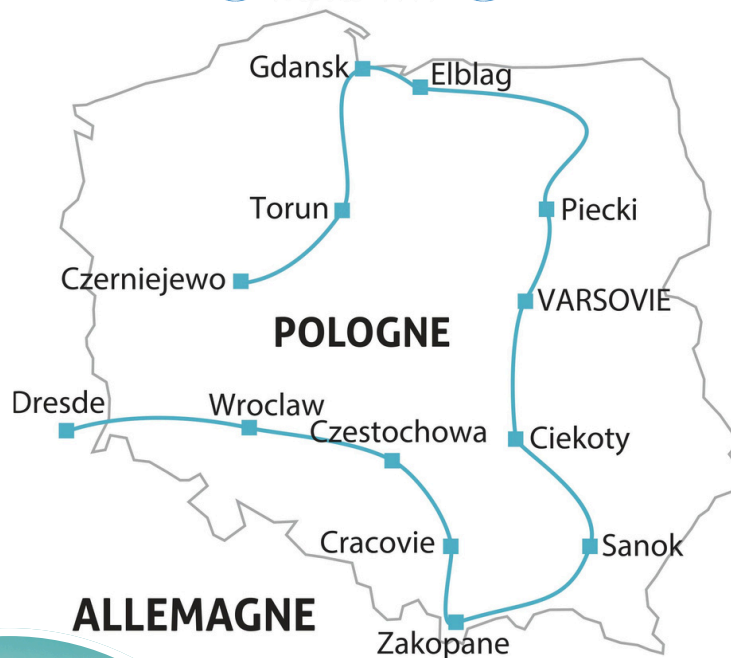 Gdansk
Elblag
Torun
Piecki
Czerniejewo
VARSOVIE
POLOGNE
Dresde
Wroclaw
Czestochowa
Ciekoty
Cracovie
Sanok
ALLEMAGNE
Zakopane